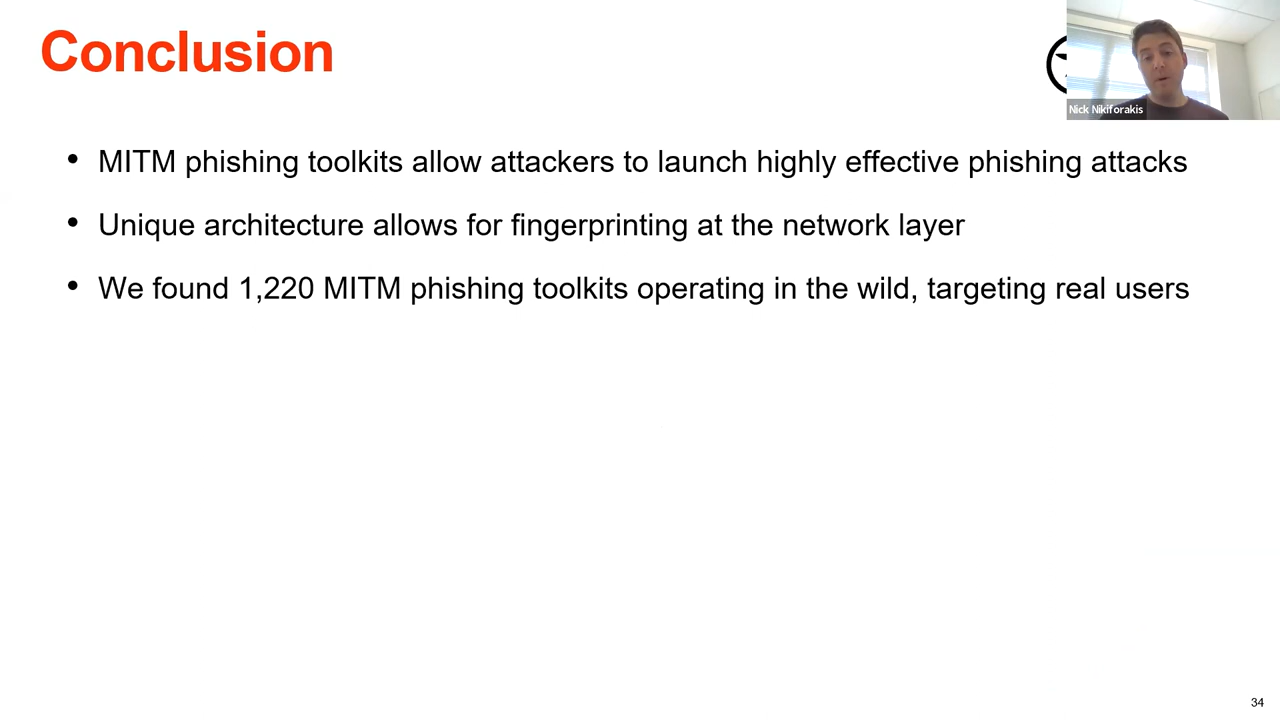 Conclusion
Nick Nikiforakis
• MITM phishing toolkits allow attackers to launch highly effective phishing attacks
• Unique architecture allows for fingerprinting at the network layer
• We found 1,220 MITM phishing toolkits operating in the wild, targeting real users
34